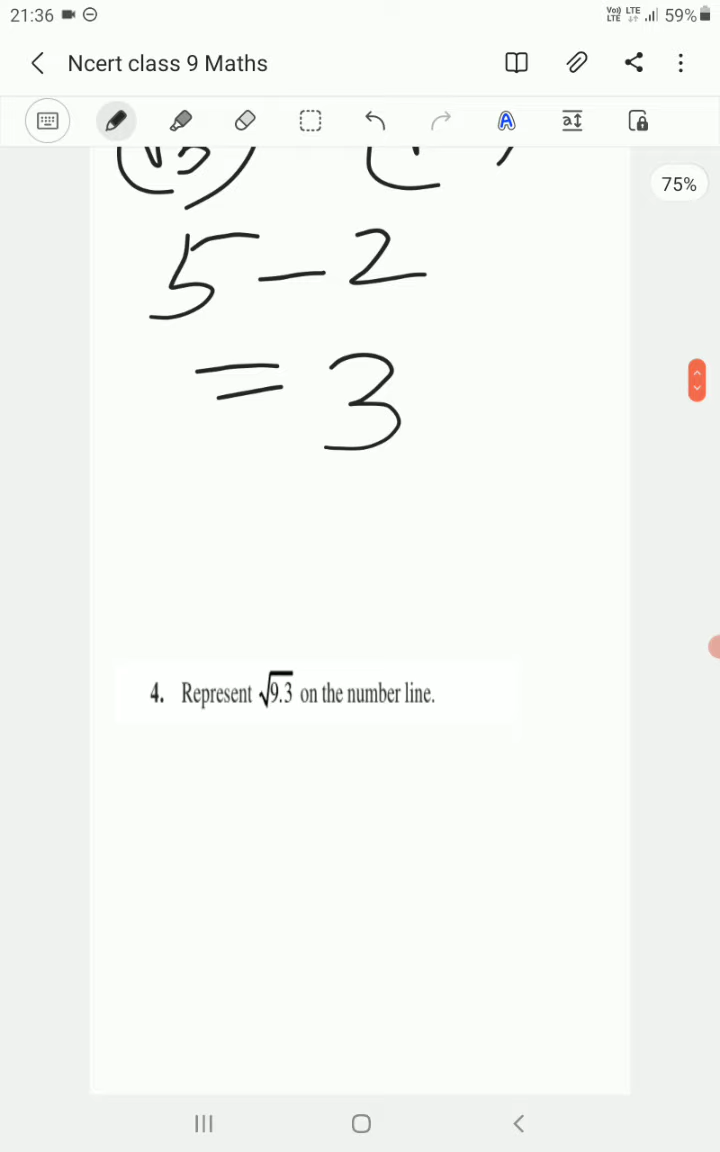 21:36 59%
Ncert class 9 Maths
75%
5 - 2
= 3
4. Represent √9.3 on the number line.